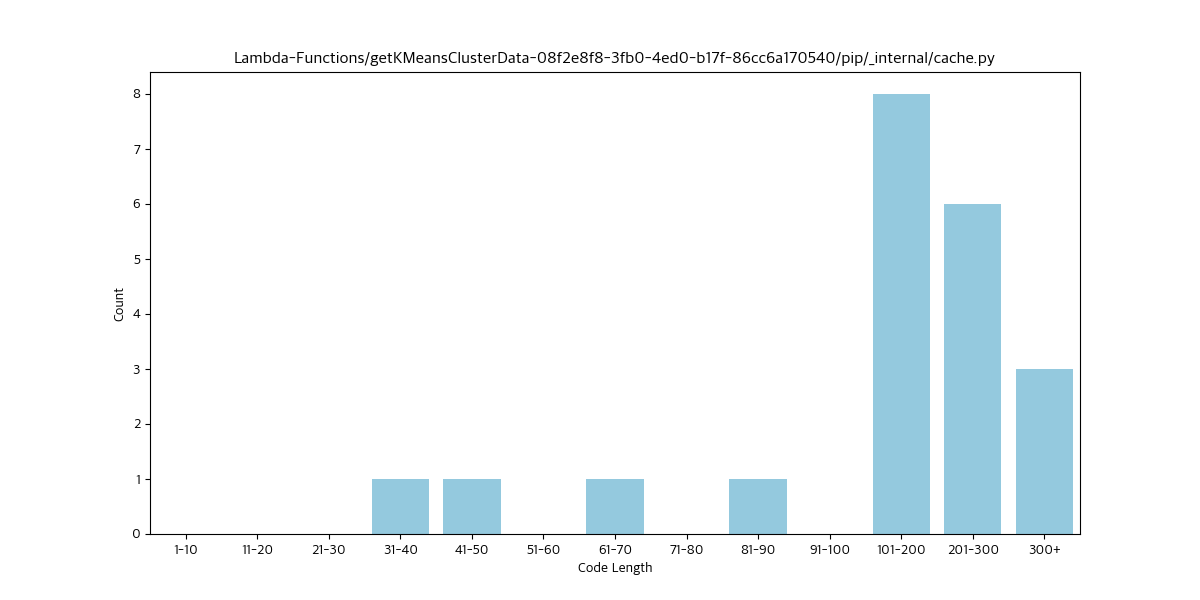 Lambda-Functions/getKMeansClusterData-08f2e8f8-3fb0-4ed0-b17f-86cc6a170540/pip/_internal/cache.py
8
7
6
5
4
3
2
1
0
Count
1-10 11-20 21-30 31-40 41-50 51-60 61-70 71-80 81-90 91-100 101-200 201-300 300+
Code Length